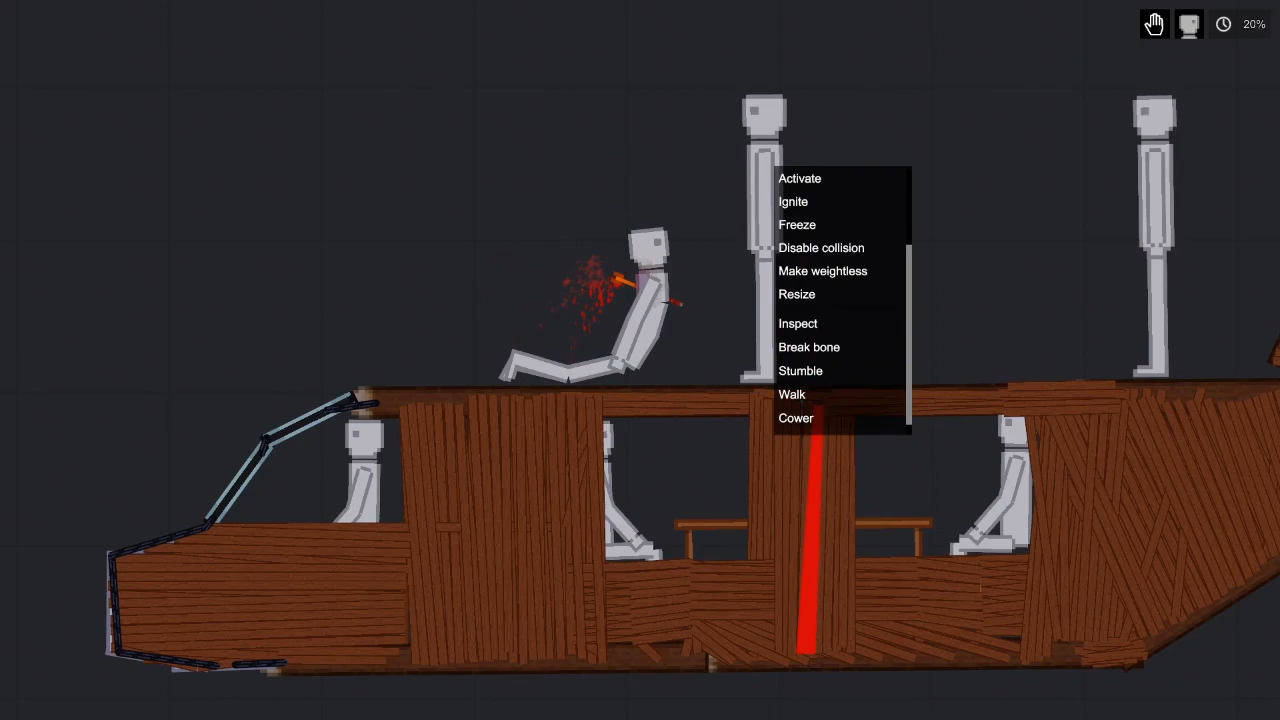 20%
Activate
Ignite
Freeze
Disable collision
Make weightless
Resize
Inspect
Break bone
Stumble
Walk
Cower